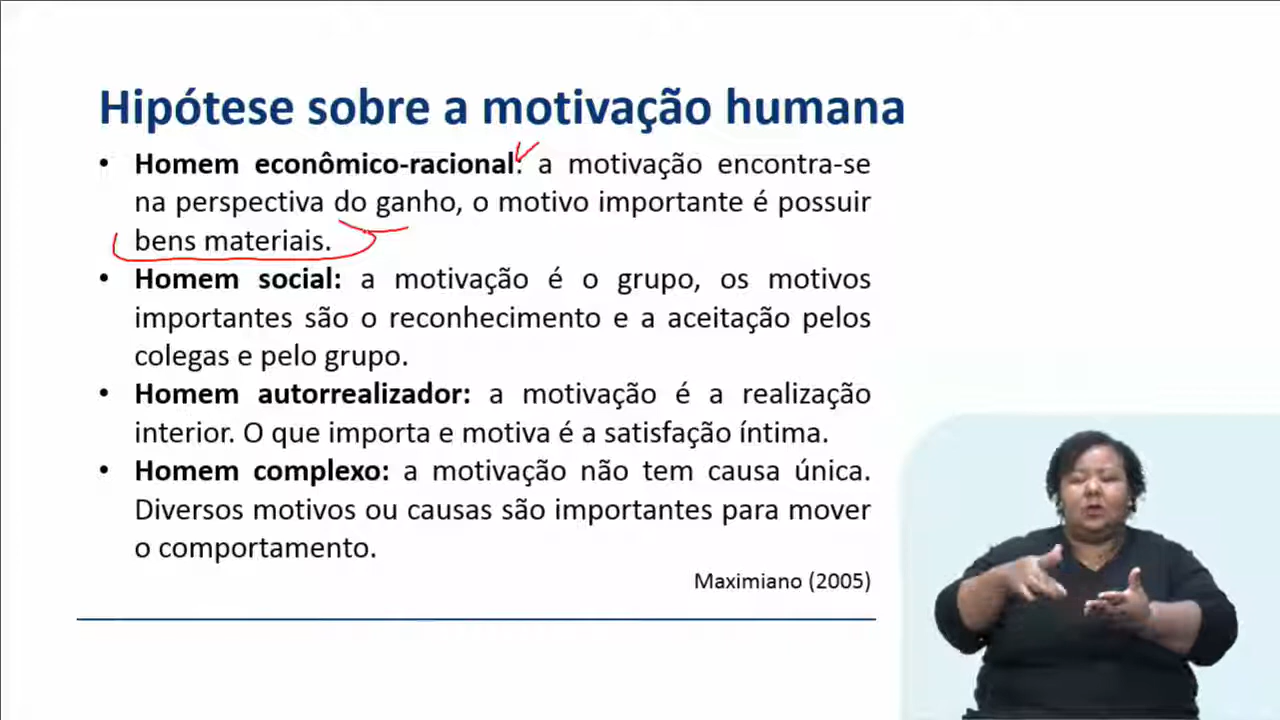 Hipótese sobre a motivação humana
• Homem econômico-racional: a motivação encontra-se
na perspectiva do ganho, o motivo importante é possuir
bens materiais.
• Homem social: a motivação é o grupo, os motivos
importantes são o reconhecimento e a aceitação pelos
colegas e pelo grupo.
• Homem autorrealizador: a motivação é a realização
interior. O que importa e motiva é a satisfação íntima.
• Homem complexo: a motivação não tem causa única.
Diversos motivos ou causas são importantes para mover
o comportamento.
Maximiano (2005)